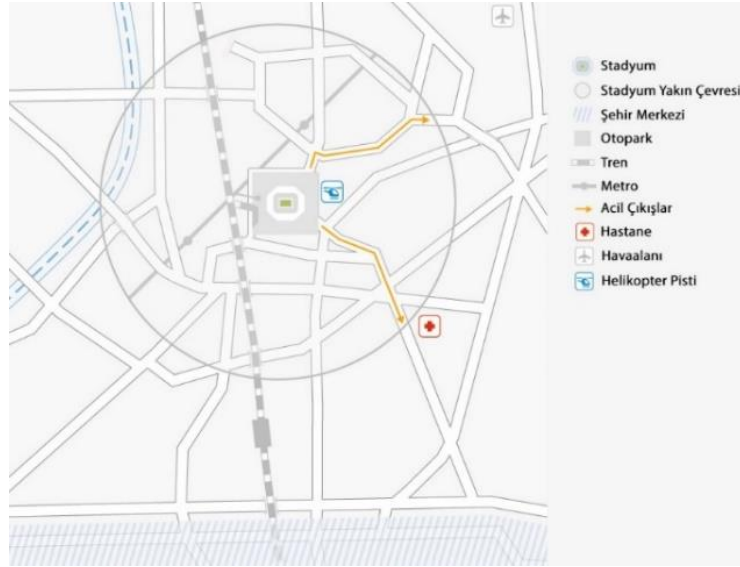 Stadyum
Stadyum Yakın Çevresi
Şehir Merkezi
Otopark
Tren
Metro
Acil Çıkışlar
Hastane
Havaalanı
Helikopter Pisti